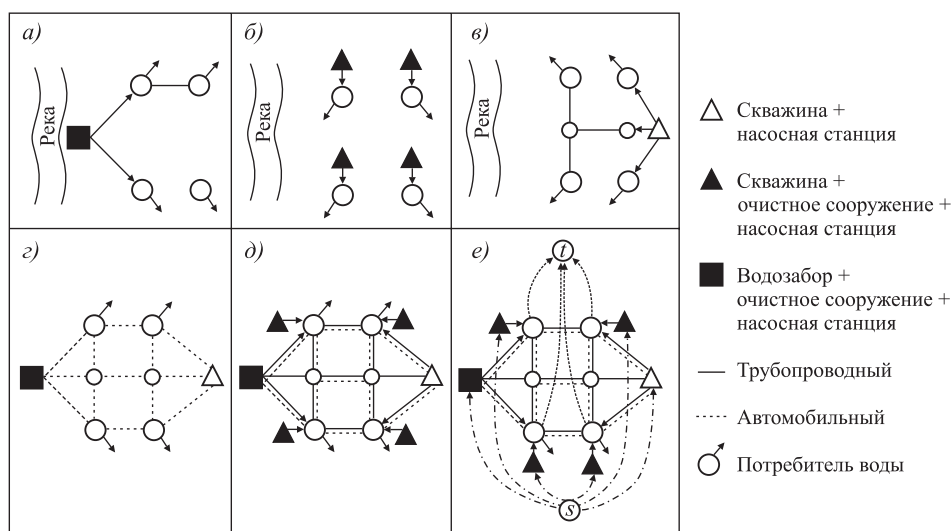 а)
Река
б)
Река
в)
Река
г)
д)
е)
t
s
Скважина +
насосная станция
Скважина +
очистное сооружение +
насосная станция
Водозабор +
очистное сооружение +
насосная станция
Трубопроводный
Автомобильный
Потребитель воды